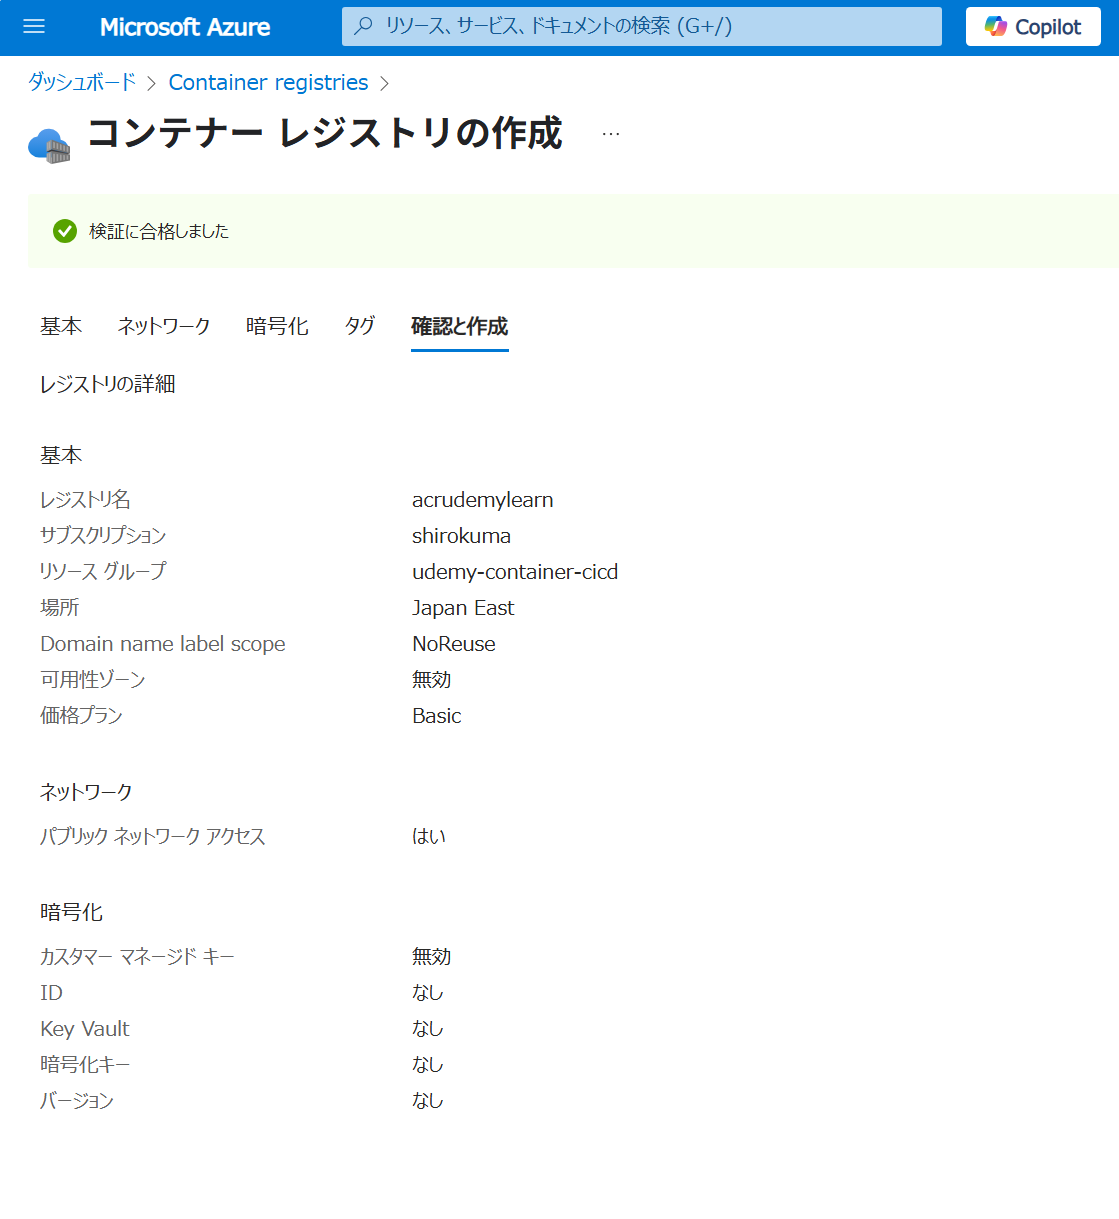 Microsoft Azure
リソース、サービス、ドキュメントの検索 (G+/)
Copilot
ダッシュボード > Container registries >
コンテナー レジストリの作成 ...
検証に合格しました
基本 ネットワーク 暗号化 タグ 確認と作成
レジストリの詳細
基本
レジストリ名 acrudemylearn
サブスクリプション shirokuma
リソース グループ udemy-container-cicd
場所 Japan East
Domain name label scope NoReuse
可用性ゾーン 無効
価格プラン Basic
ネットワーク
パブリック ネットワーク アクセス はい
暗号化
カスタマー マネージド キー 無効
ID なし
Key Vault なし
暗号化キー なし
バージョン なし